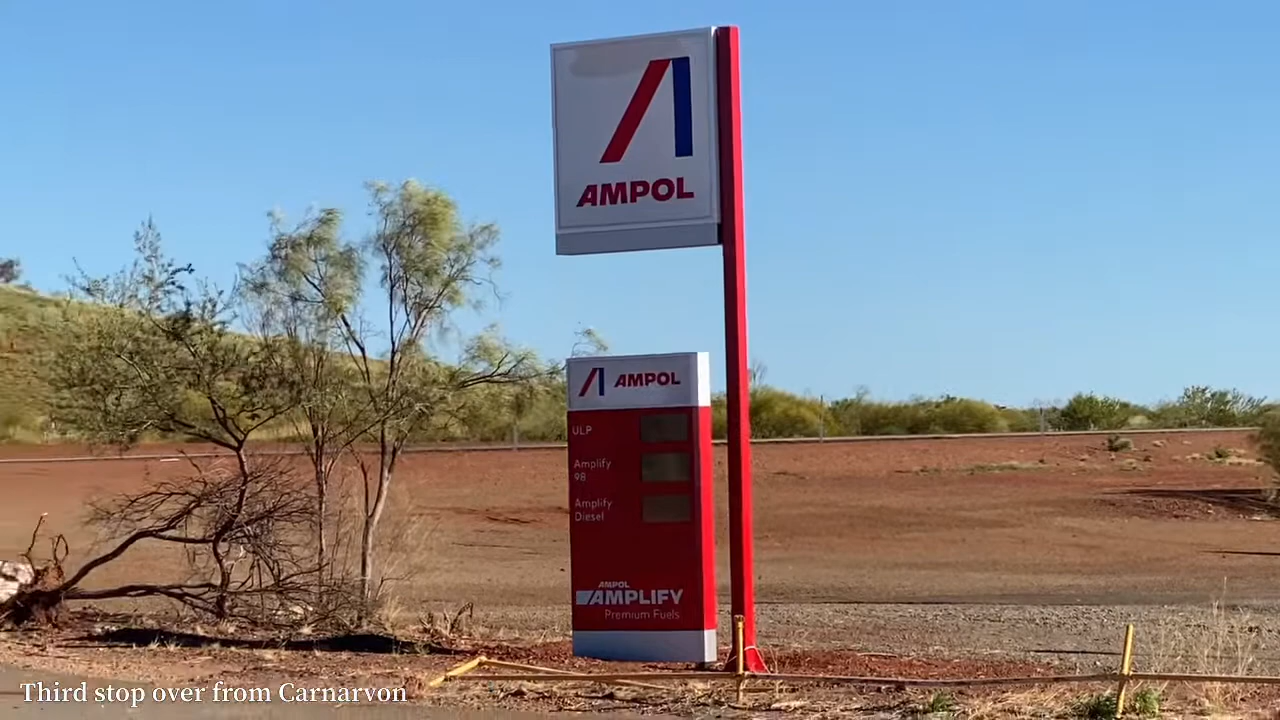 AMPOL
AMPOL
ULP
Amplify
98
Amplify
Diesel
AMPOL
AMPLIFY
Premium Fuels
Third stop over from Carnarvon